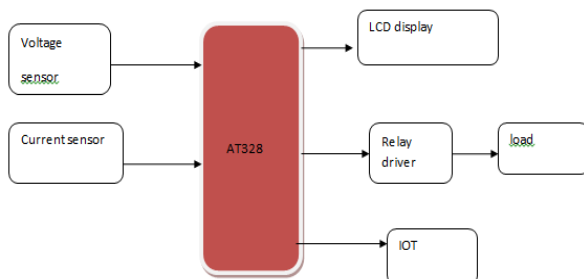 Voltage
sensor
Current sensor
AT328
LCD display
Relay
driver
load
IOT